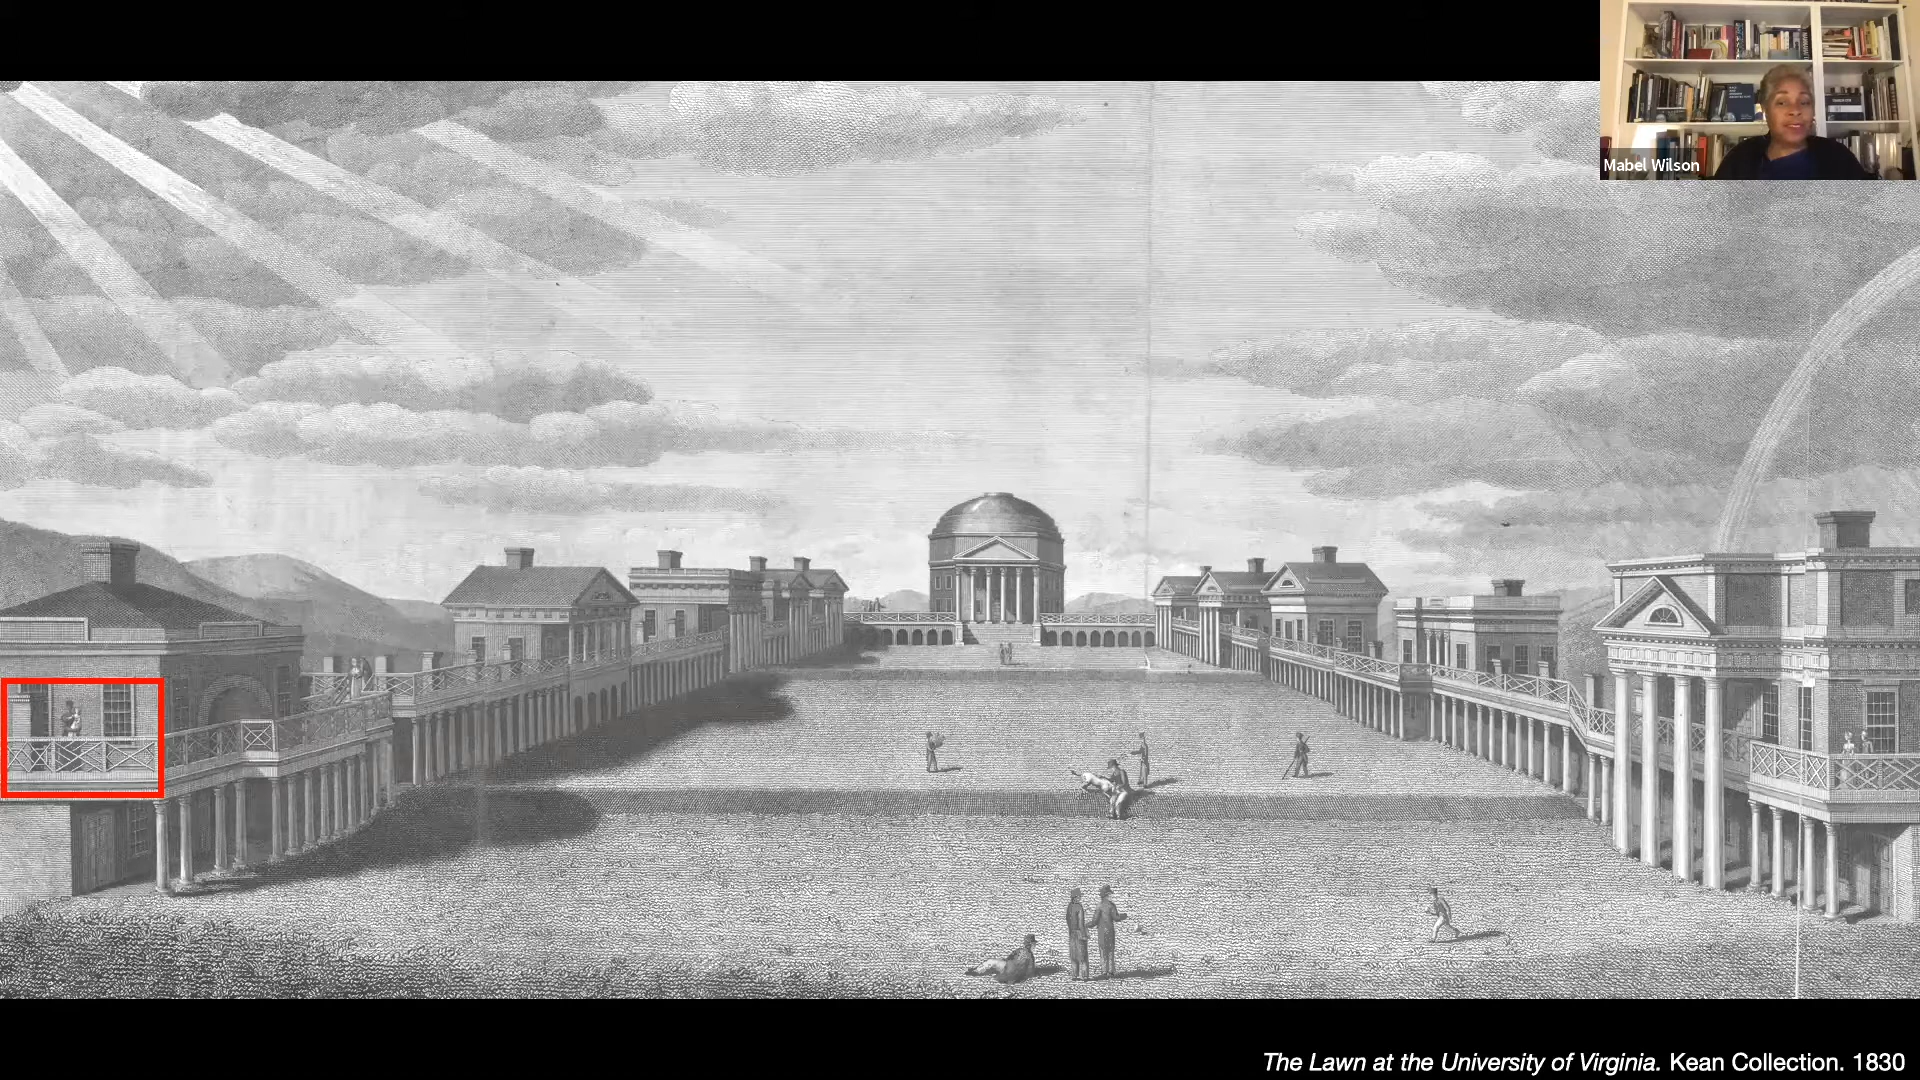 Mabel Wilson
The Lawn at the University of Virginia. Kean Collection. 1830